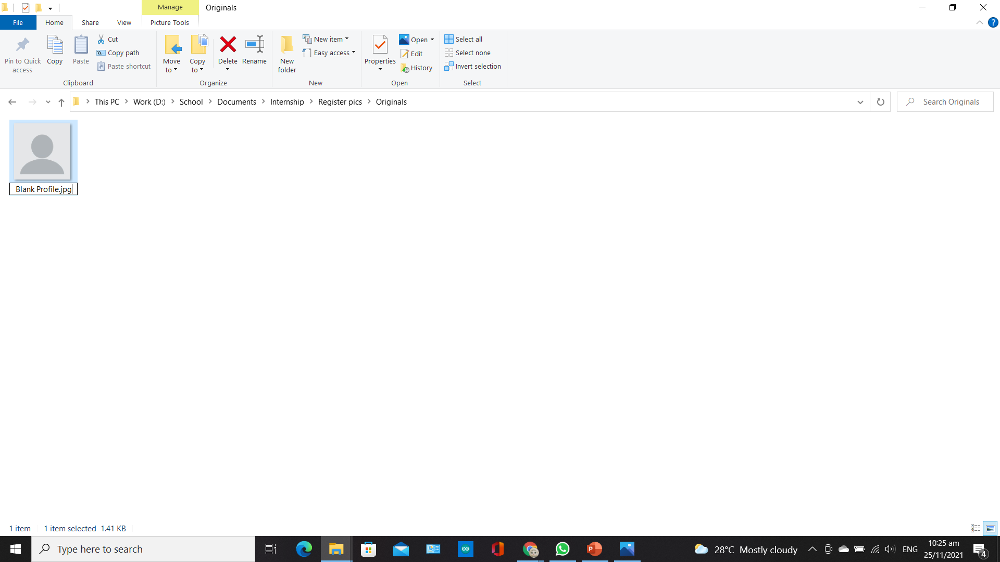 Manage
Originals
File
Home
Share
View
Picture Tools
?
Pin to Quick access
Copy
Paste
Cut
Copy path
Paste shortcut
Clipboard
Move to
Copy to
Delete
Rename
Organize
New folder
New item
Easy access
New
Properties
Open
Edit
History
Open
Select all
Select none
Invert selection
Select
This PC > Work (D:) > School > Documents > Internship > Register pics > Originals
Search Originals
Blank Profile.jpg
1 item
1 item selected 1.41 KB
Type here to search
28°C Mostly cloudy
ENG
10:25 am
25/11/2021
4